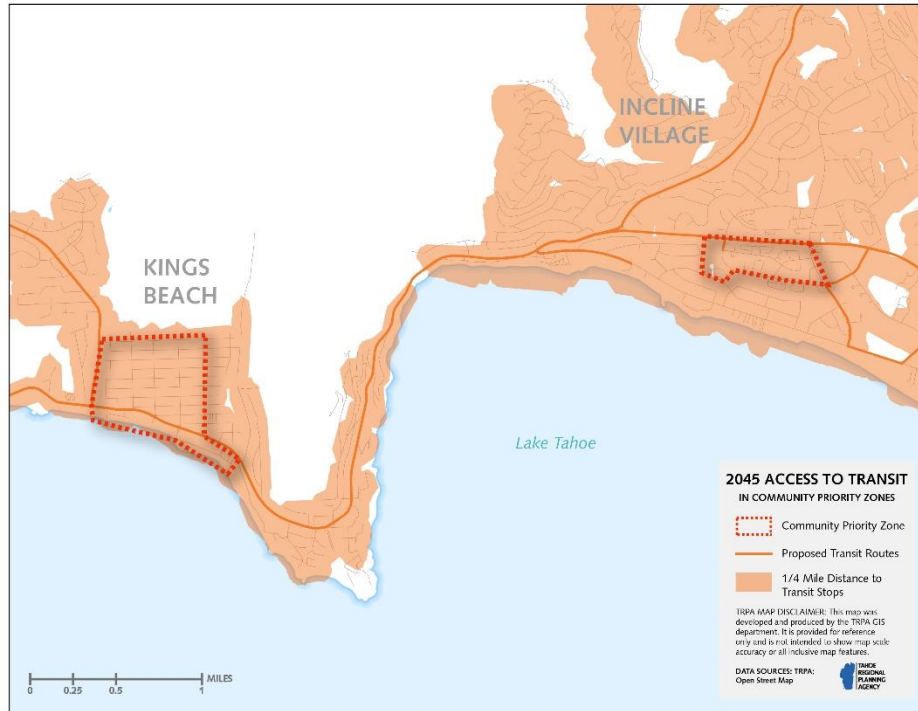 INCLINE
VILLAGE
KINGS
BEACH
Lake Tahoe
2045 ACCESS TO TRANSIT
IN COMMUNITY PRIORITY ZONES
Community Priority Zone
Proposed Transit Routes
1/4 Mile Distance to
Transit Stops
TRPA MAP DISCLAIMER: This map was
developed and produced by the TRPA GIS
department. It is provided for reference
only and is not intended to show map scale
accuracy or all inclusive map features.
DATA SOURCES: TRPA;
Open Street Map
TAHOE
REGIONAL
PLANNING
AGENCY
MILES
0 0.25 0.5 1